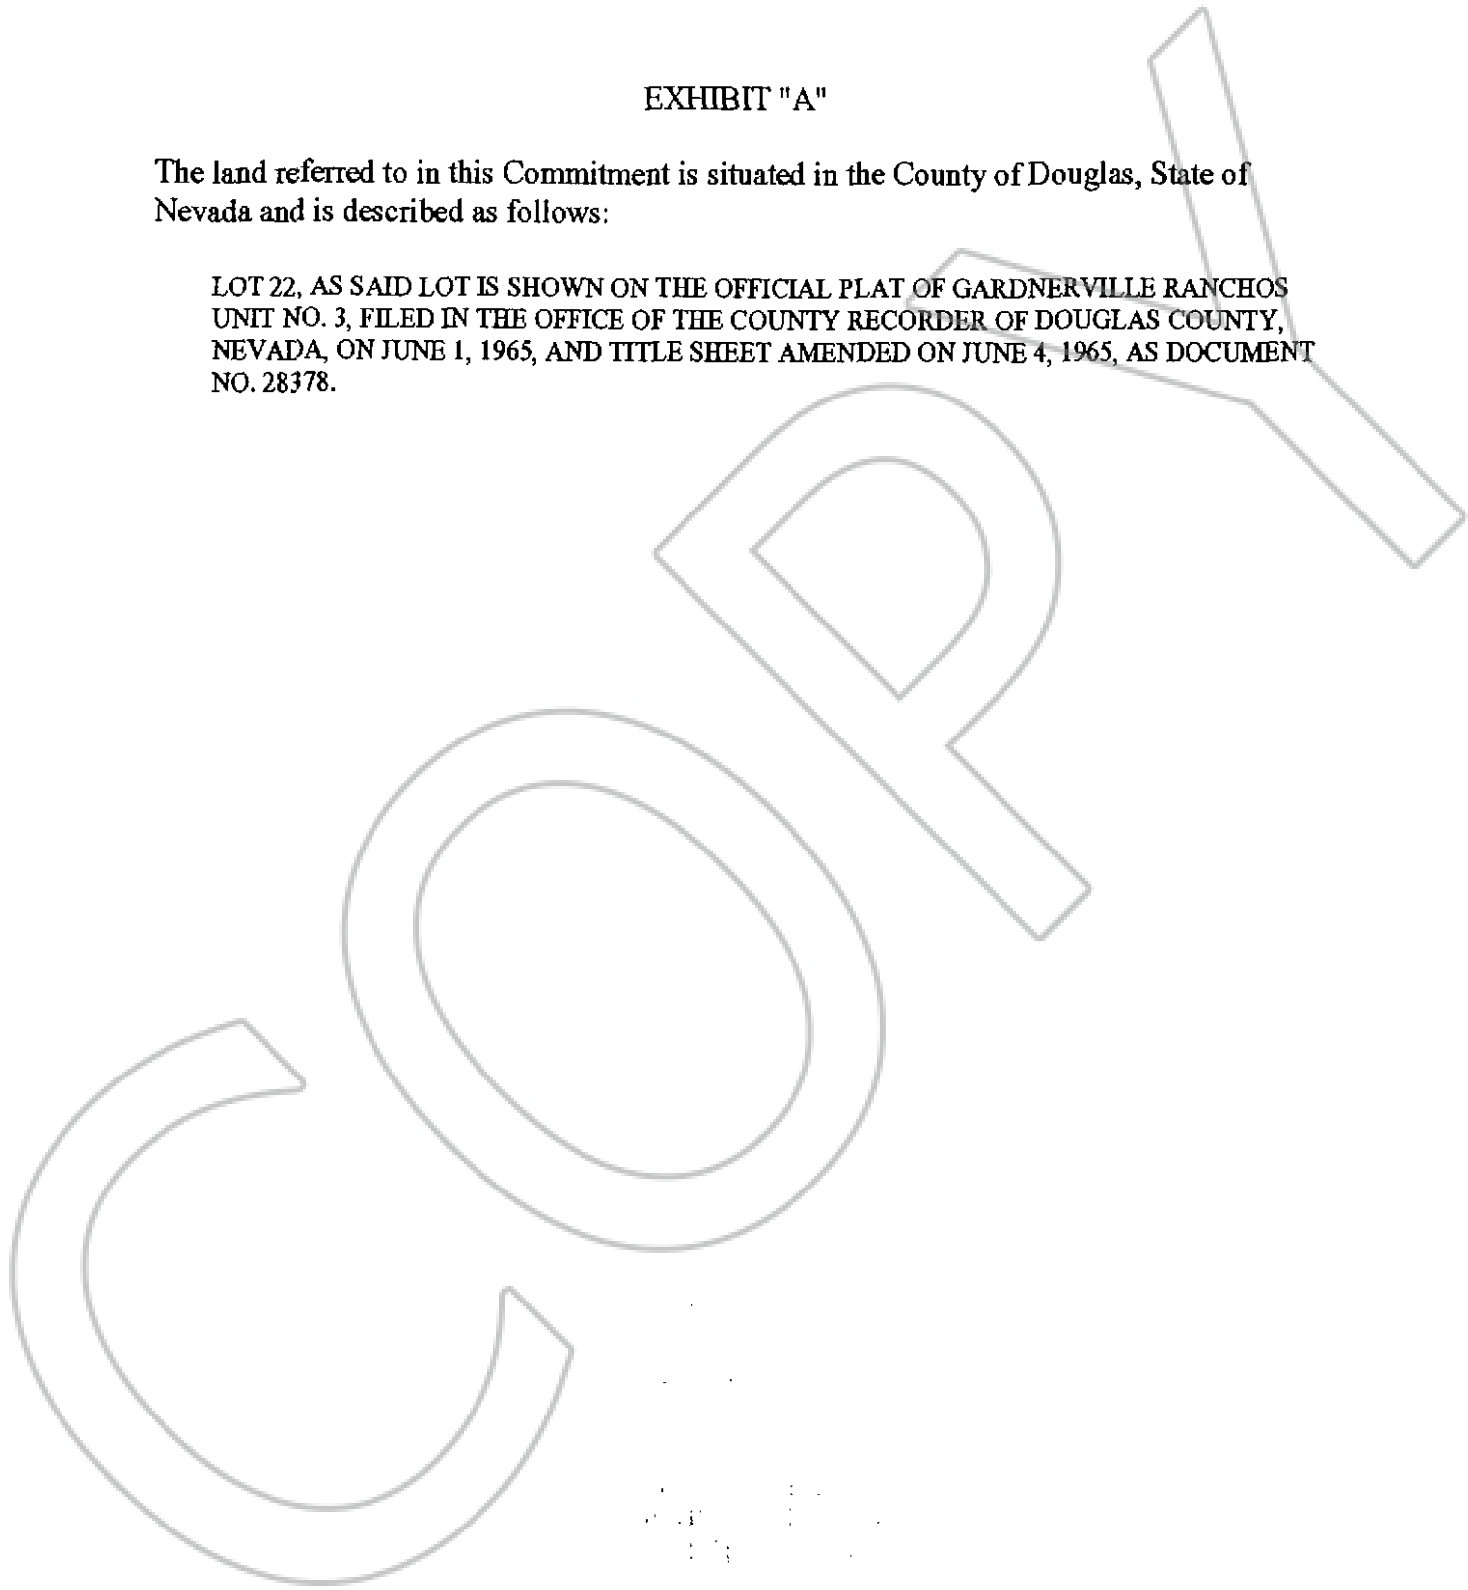 EXHIBIT "A"
The land referred to in this Commitment is situated in the County of Douglas, State of
Nevada and is described as follows:
LOT 22, AS SAID LOT IS SHOWN ON THE OFFICIAL PLAT OF GARDNERVILLE RANCHOS
UNIT NO. 3, FILED IN THE OFFICE OF THE COUNTY RECORDER OF DOUGLAS COUNTY,
NEVADA, ON JUNE 1, 1965, AND TITLE SHEET AMENDED ON JUNE 4, 1965, AS DOCUMENT
NO. 28378.
COPY